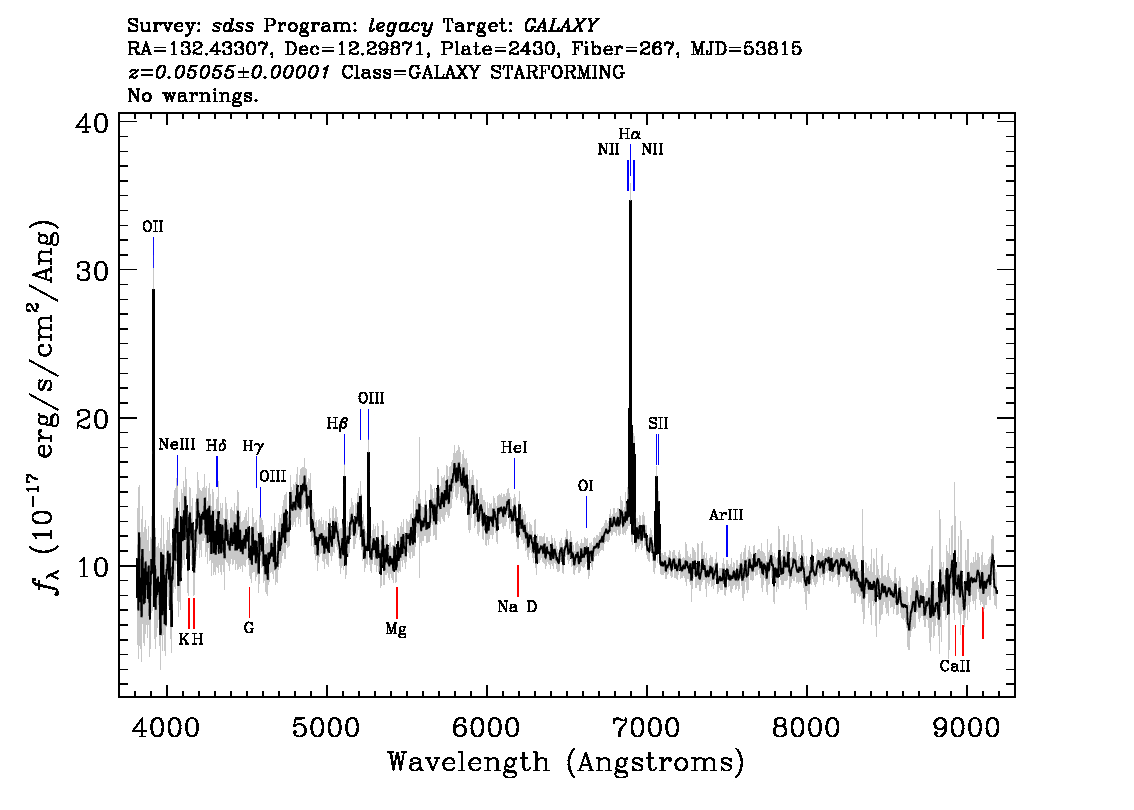 Survey: sdss Program: legacy Target: GALAXY
RA=132.43307, Dec=12.29871, Plate=2430, Fiber=267, MJD=53815
z=0.05055±0.00001 Class=GALAXY STARFORMING
No warnings.
40
30
20
10
fλ (10⁻¹⁷ erg/s/cm²/Ang)
Hα
NII NII
OII
OIII
Hβ
SII
NeIII Hδ Hγ
HeI
OIII
OI
ArIII
Na D
K H
G
Mg
CaII
4000 5000 6000 7000 8000 9000
Wavelength (Angstroms)